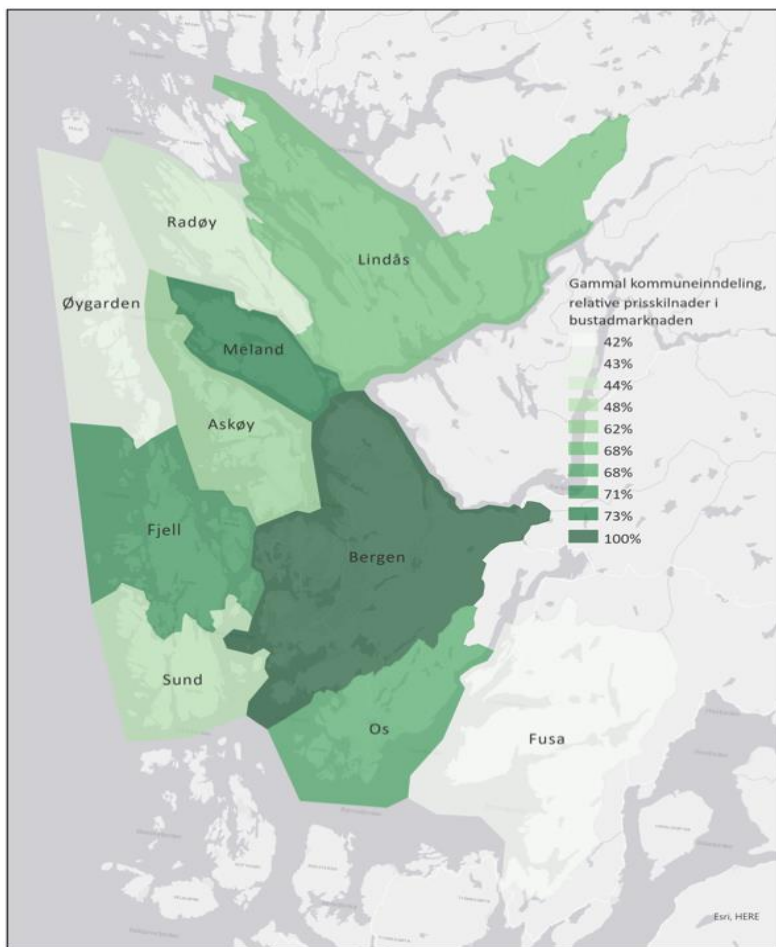 Radøy
Lindås
Øygarden
Meland
Askøy
Fjell
Bergen
Sund
Os
Fusa
Gammal kommuneinndeling,
relative prisskilnader i
bustadmarknaden
42%
43%
44%
48%
62%
68%
68%
71%
73%
100%
Esri, HERE